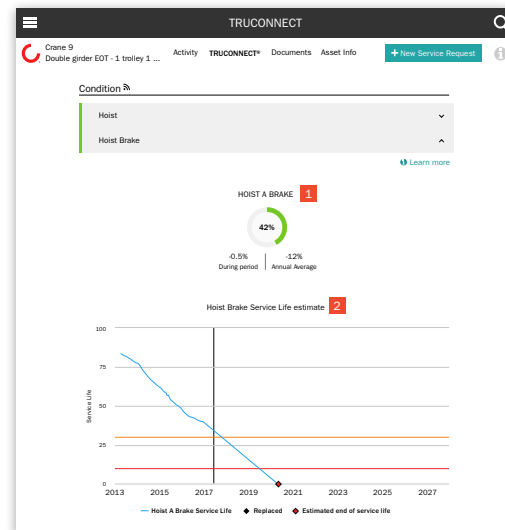 TRUCONNECT
Crane 9
Double girder EOT - 1 trolley 1 ...
Activity TRUCONNECT® Documents Asset Info
+ New Service Request
Condition
Hoist
Hoist Brake
Learn more
HOIST A BRAKE 1
42%
-0.5% -12%
During period Annual Average
Hoist Brake Service Life estimate 2
100
75
50
25
0
Service Life
2013 2015 2017 2019 2021 2023 2025 2027
Hoist A Brake Service Life Replaced Estimated end of service life